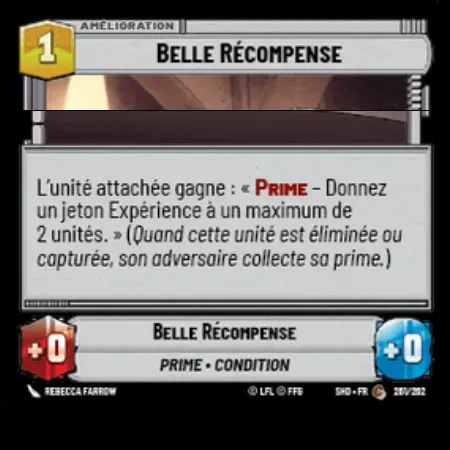 AMÉLIORATION
1
BELLE RÉCOMPENSE
L'unité attachée gagne : « PRIME – Donnez
un jeton Expérience à un maximum de
2 unités. » (Quand cette unité est éliminée ou
capturée, son adversaire collecte sa prime.)
BELLE RÉCOMPENSE
+0
+0
PRIME • CONDITION
REBECCA FARROW
© LFL © FFG
SHD • FR
261/262